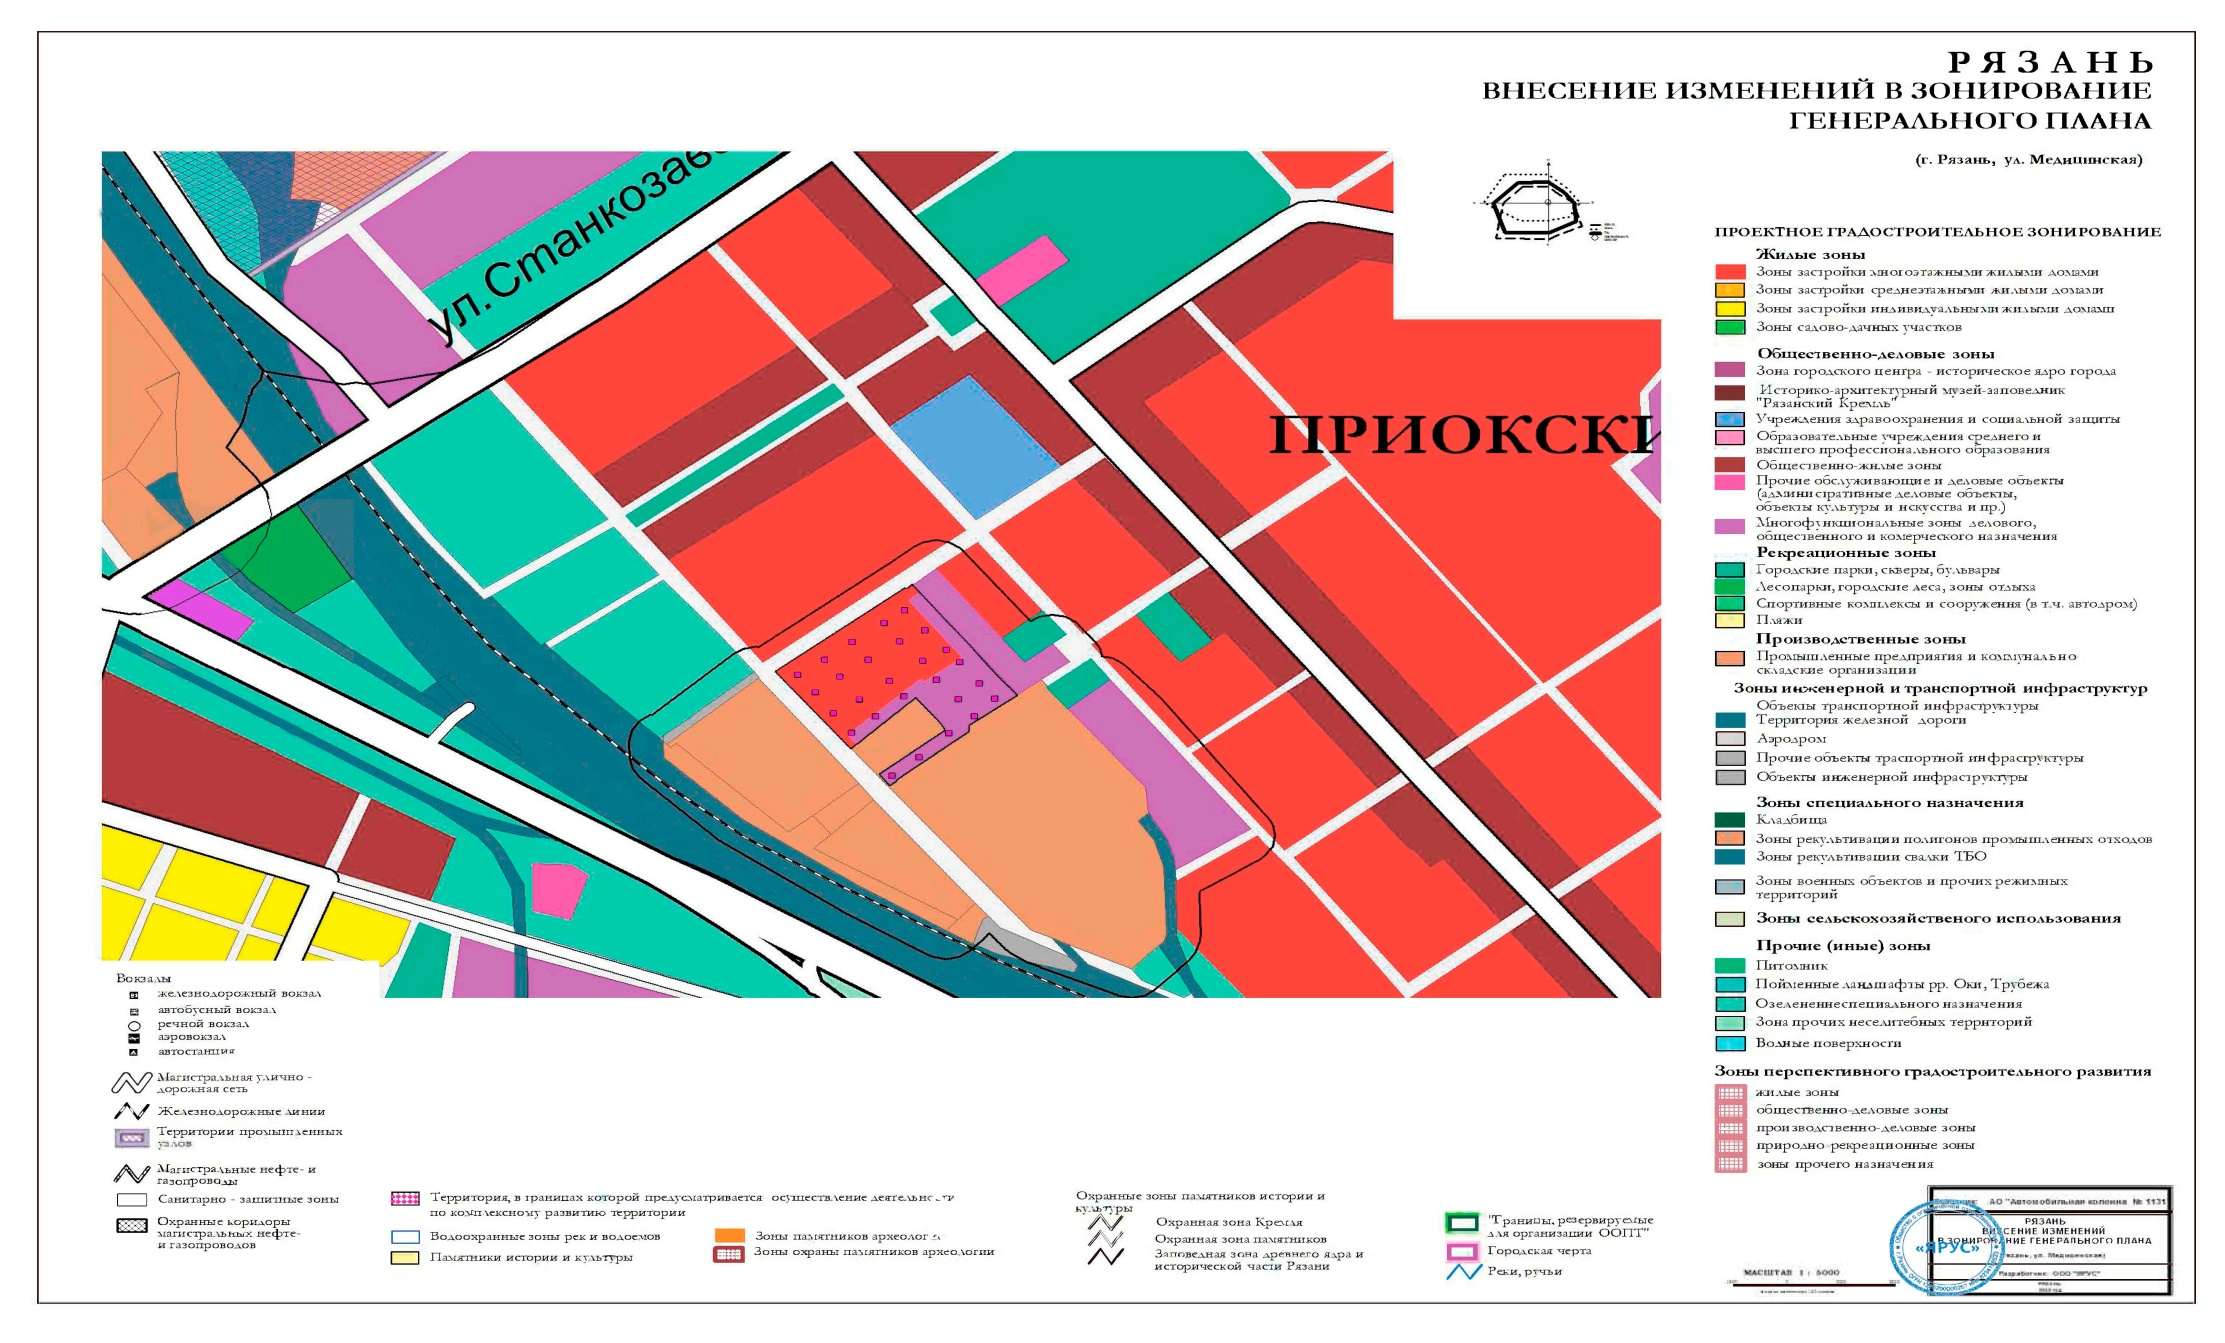 РЯЗАНЬ
ВНЕСЕНИЕ ИЗМЕНЕНИЙ В ЗОНИРОВАНИЕ
ГЕНЕРАЛЬНОГО ПЛАНА
(г. Рязань, ул. Медицинская)
ул.Станкозав
ПРИОКСКИ
ПРОЕКТНОЕ ГРАДОСТРОИТЕЛЬНОЕ ЗОНИРОВАНИЕ
Жилые зоны
Зоны застройки многоэтажными жилыми домами
Зоны застройки среднеэтажными жилыми домами
Зоны застройки индивидуальными жилыми домами
Зоны садово-дачных участков
Общественно-деловые зоны
Зона городского центра - историческое ядро города
Историко-архитектурный музей-заповедник
"Рязанский Кремль"
Учреждения здравоохранения и социальной защиты
Образовательные учреждения среднего и
высшего профессионального образования
Общественно-жилые зоны
Прочие обслуживающие и деловые объекты
(административные деловые объекты,
объекты культуры и искусства и пр.)
Многофункциональные зоны делового,
общественного и комерческого назначения
Рекреационные зоны
Городские парки, скверы, бульвары
Лесопарки, городские леса, зоны отдыха
Спортивные комплексы и сооружения (в т.ч. автодром)
Пляжи
Производственные зоны
Промышленные предприятия и коммунально
складские организации
Зоны инженерной и транспортной инфраструктур
Объекты транспортной инфраструктуры
Территория железной дороги
Аэродром
Прочие объекты траспортной инфраструктуры
Объекты инженерной инфраструктуры
Зоны специального назначения
Кладбища
Зоны рекультивации полигонов промышленных отходов
Зоны рекультивации свалки ТБО
Зоны военных объектов и прочих режимных
территорий
Зоны сельскохозяйственого использования
Прочие (иные) зоны
Питомник
Пойменные ландшафты рр. Оки, Трубежа
Озелененнеспециального назначения
Зона прочих неселитебных территорий
Водные поверхности
Зоны перспективного градостроительного развития
жилые зоны
общественно-деловые зоны
производственно-деловые зоны
природно-рекреационные зоны
зоны прочего назначения
Вокзалы
железнодорожный вокзал
автобусный вокзал
речной вокзал
аэровокзал
автостанция
Магистральная улично -
дорожная сеть
Железнодорожные линии
Территории промышленных
узлов
Магистральные нефте- и
газопроводы
Санитарно - защитные зоны
Охранные коридоры
магистральных нефте-
и газопроводов
Территория, в границах которой предусматривается осуществление деятельности
по комплексному развитию территории
Водоохранные зоны рек и водоемов
Памятники истории и культуры
Зоны памятников археолог
Зоны охраны памятников археологии
Охранные зоны памятников истории и
культуры
Охранная зона Кремля
Охранная зона памятников
Заповедная зона древнего ядра и
исторической части Рязани
"Границы, резервируемые
для организации ООПТ"
Городская черта
Реки, ручьи
МАСШТАБ 1 : 5000
АО "Автомобильная колонна № 1131"
РЯЗАНЬ
ВНЕСЕНИЕ ИЗМЕНЕНИЙ
В ЗОНИРОВАНИЕ ГЕНЕРАЛЬНОГО ПЛАНА
ул. Медицинская)
Разработчик: ООО "ЯРУС"
«ЯРУС»